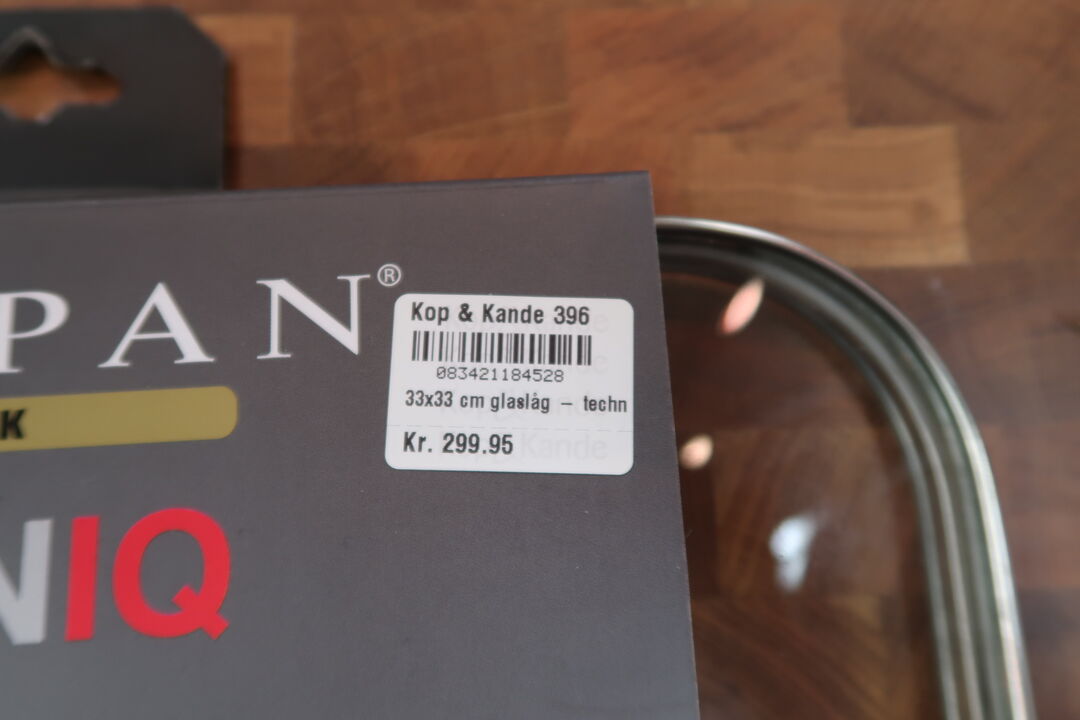 PAN®
K
NIQ
Kop & Kande 396
083421184528
33x33 cm glaslåg – techn
Kr. 299.95